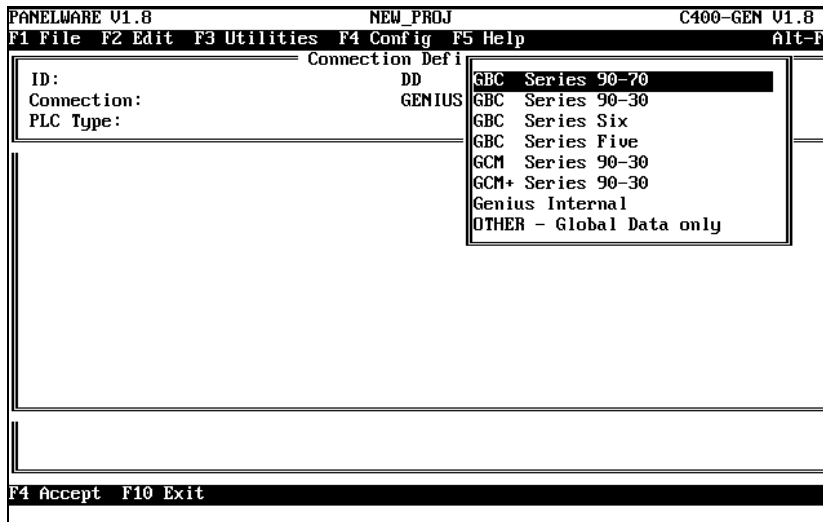 PANELWARE V1.8 NEW_PROJ C400-GEN V1.8
F1 File F2 Edit F3 Utilities F4 Config F5 Help Alt-F
Connection Defi
ID: DD
Connection: GENIUS
PLC Type:
GBC Series 90-70
GBC Series 90-30
GBC Series Six
GBC Series Five
GCM Series 90-30
GCM+ Series 90-30
Genius Internal
OTHER - Global Data only
F4 Accept F10 Exit